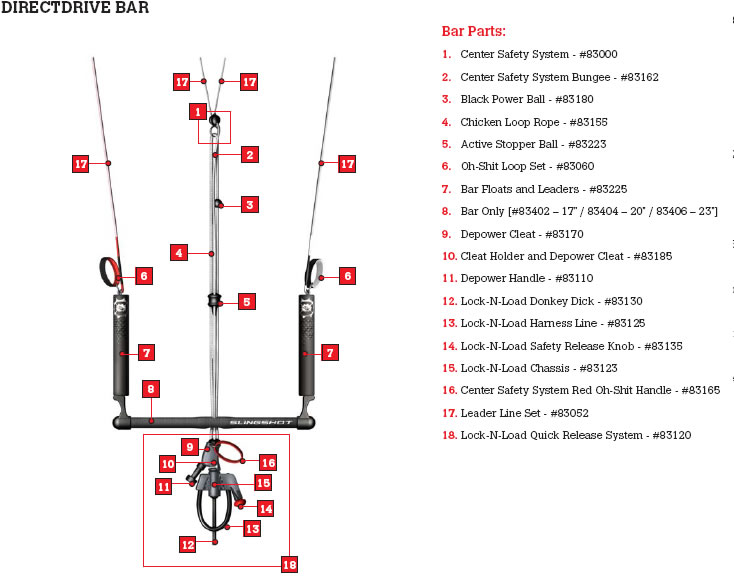 DIRECTDRIVE BAR
Bar Parts:
1. Center Safety System - #83000
2. Center Safety System Bungee - #83162
3. Black Power Ball - #83180
4. Chicken Loop Rope - #83155
5. Active Stopper Ball - #83223
6. Oh-Shit Loop Set - #83060
7. Bar Floats and Leaders - #83225
8. Bar Only [#83402 – 17" / 83404 – 20" / 83406 – 23"]
9. Depower Cleat - #83170
10. Cleat Holder and Depower Cleat - #83185
11. Depower Handle - #83110
12. Lock-N-Load Donkey Dick - #83130
13. Lock-N-Load Harness Line - #83125
14. Lock-N-Load Safety Release Knob - #83135
15. Lock-N-Load Chassis - #83123
16. Center Safety System Red Oh-Shit Handle - #83165
17. Leader Line Set - #83052
18. Lock-N-Load Quick Release System - #83120
17 17
1
2
17 17
3
4
6 6
5
7 7
8
SLINGSHOT
9
10 16
11 15
14
13
12
18